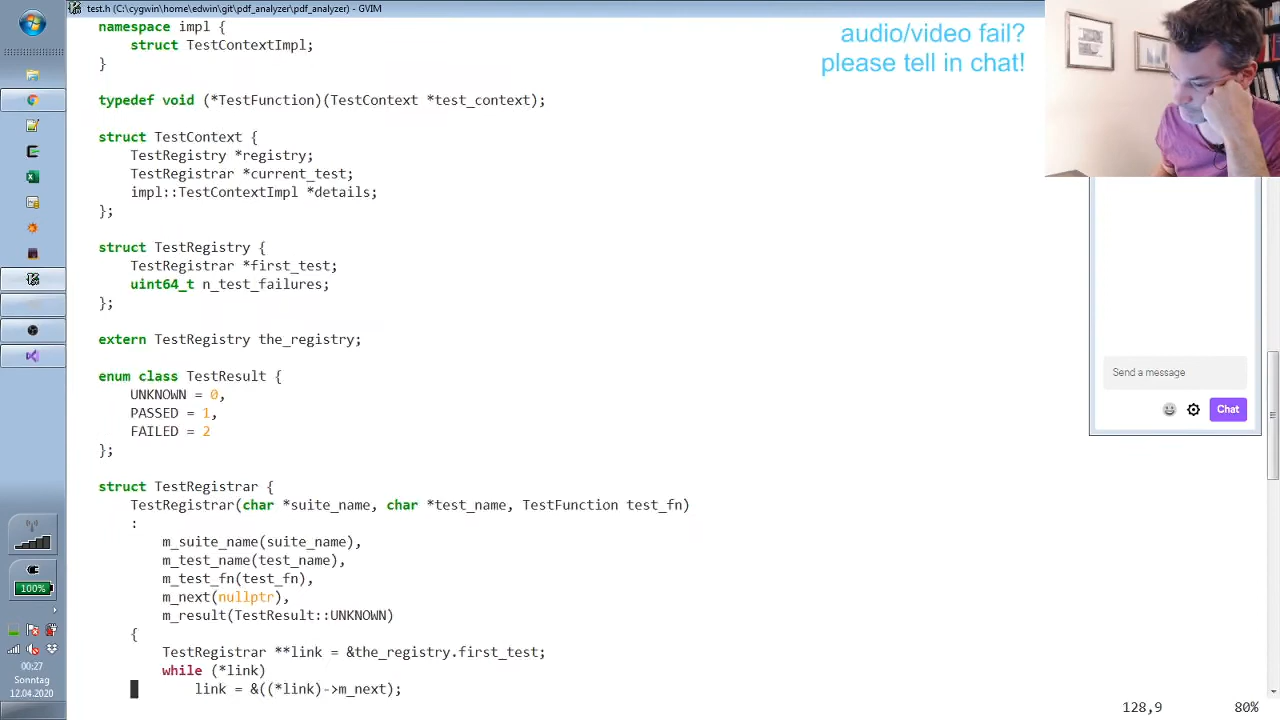 test.h (C:\cygwin\home\edwin\git\pdf_analyzer\pdf_analyzer) - GVIM
namespace impl {
    struct TestContextImpl;
}
typedef void (*TestFunction)(TestContext *test_context);
struct TestContext {
    TestRegistry *registry;
    TestRegistrar *current_test;
    impl::TestContextImpl *details;
};
struct TestRegistry {
    TestRegistrar *first_test;
    uint64_t n_test_failures;
};
extern TestRegistry the_registry;
enum class TestResult {
    UNKNOWN = 0,
    PASSED = 1,
    FAILED = 2
};
struct TestRegistrar {
    TestRegistrar(char *suite_name, char *test_name, TestFunction test_fn)
    :
        m_suite_name(suite_name),
        m_test_name(test_name),
        m_test_fn(test_fn),
        m_next(nullptr),
        m_result(TestResult::UNKNOWN)
    {
        TestRegistrar **link = &the_registry.first_test;
        while (*link)
            link = &((*link)->m_next);
128,9
80%
audio/video fail?
please tell in chat!
Send a message
Chat
100%
00:27
Sonntag
12.04.2020